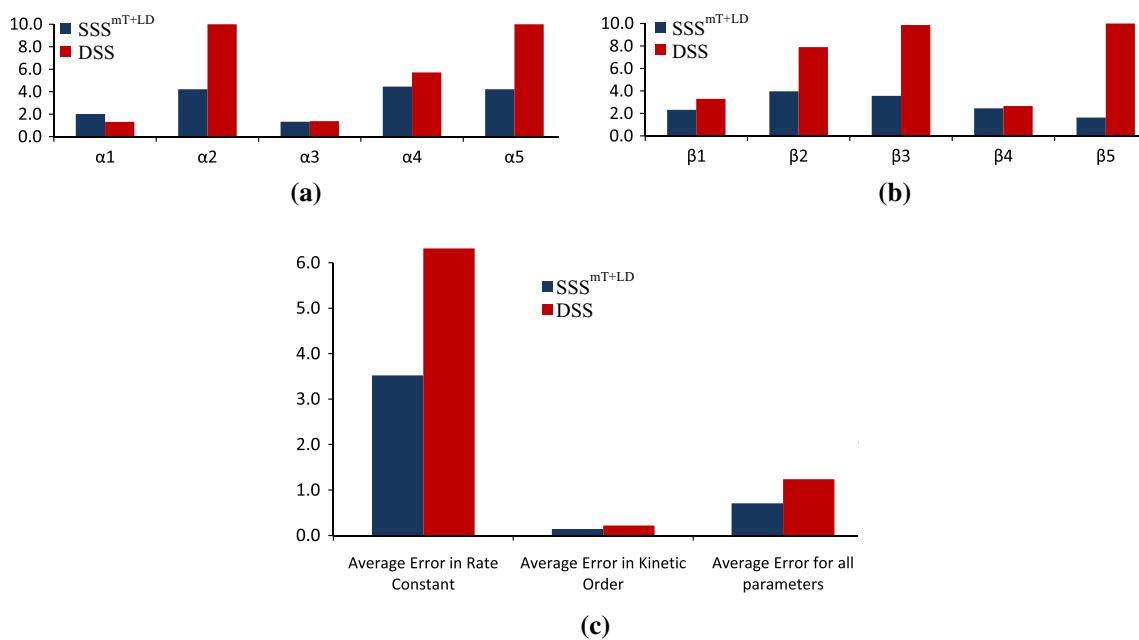 10.0
8.0
6.0
4.0
2.0
0.0
SSS^mT+LD
DSS
α1 α2 α3 α4 α5
(a)
10.0
8.0
6.0
4.0
2.0
0.0
SSS^mT+LD
DSS
β1 β2 β3 β4 β5
(b)
6.0
5.0
4.0
3.0
2.0
1.0
0.0
SSS^mT+LD
DSS
Average Error in Rate Average Error in Kinetic Average Error for all
Constant Order parameters
(c)